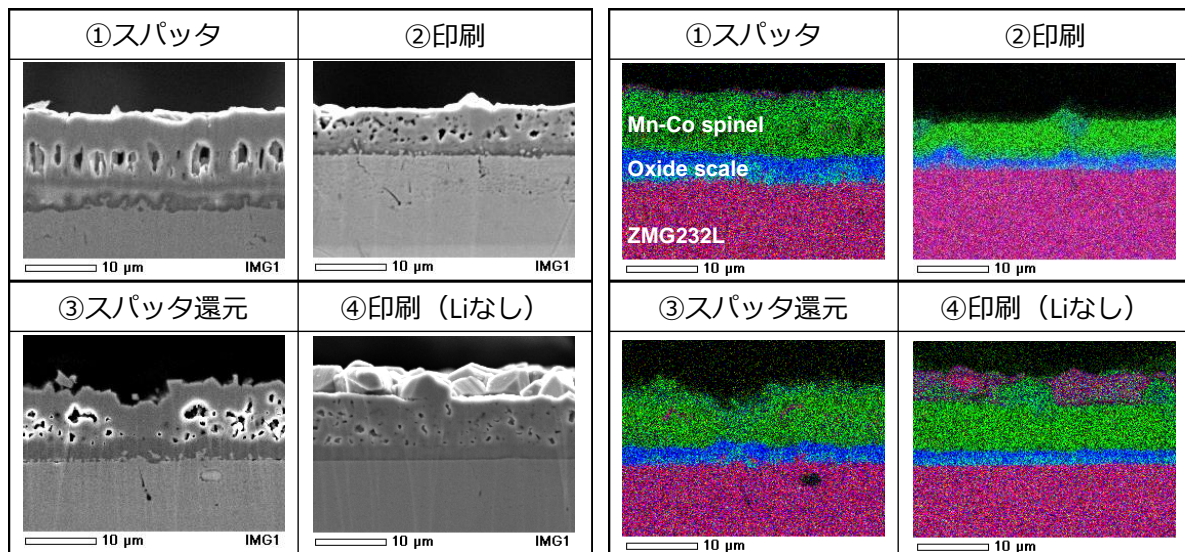 ①スパッタ
②印刷
10 μm
IMG1
10 μm
IMG1
③スパッタ還元
④印刷（Liなし）
10 μm
IMG1
10 μm
IMG1
①スパッタ
②印刷
Mn-Co spinel
Oxide scale
ZMG232L
10 μm
10 μm
③スパッタ還元
④印刷（Liなし）
10 μm
10 μm